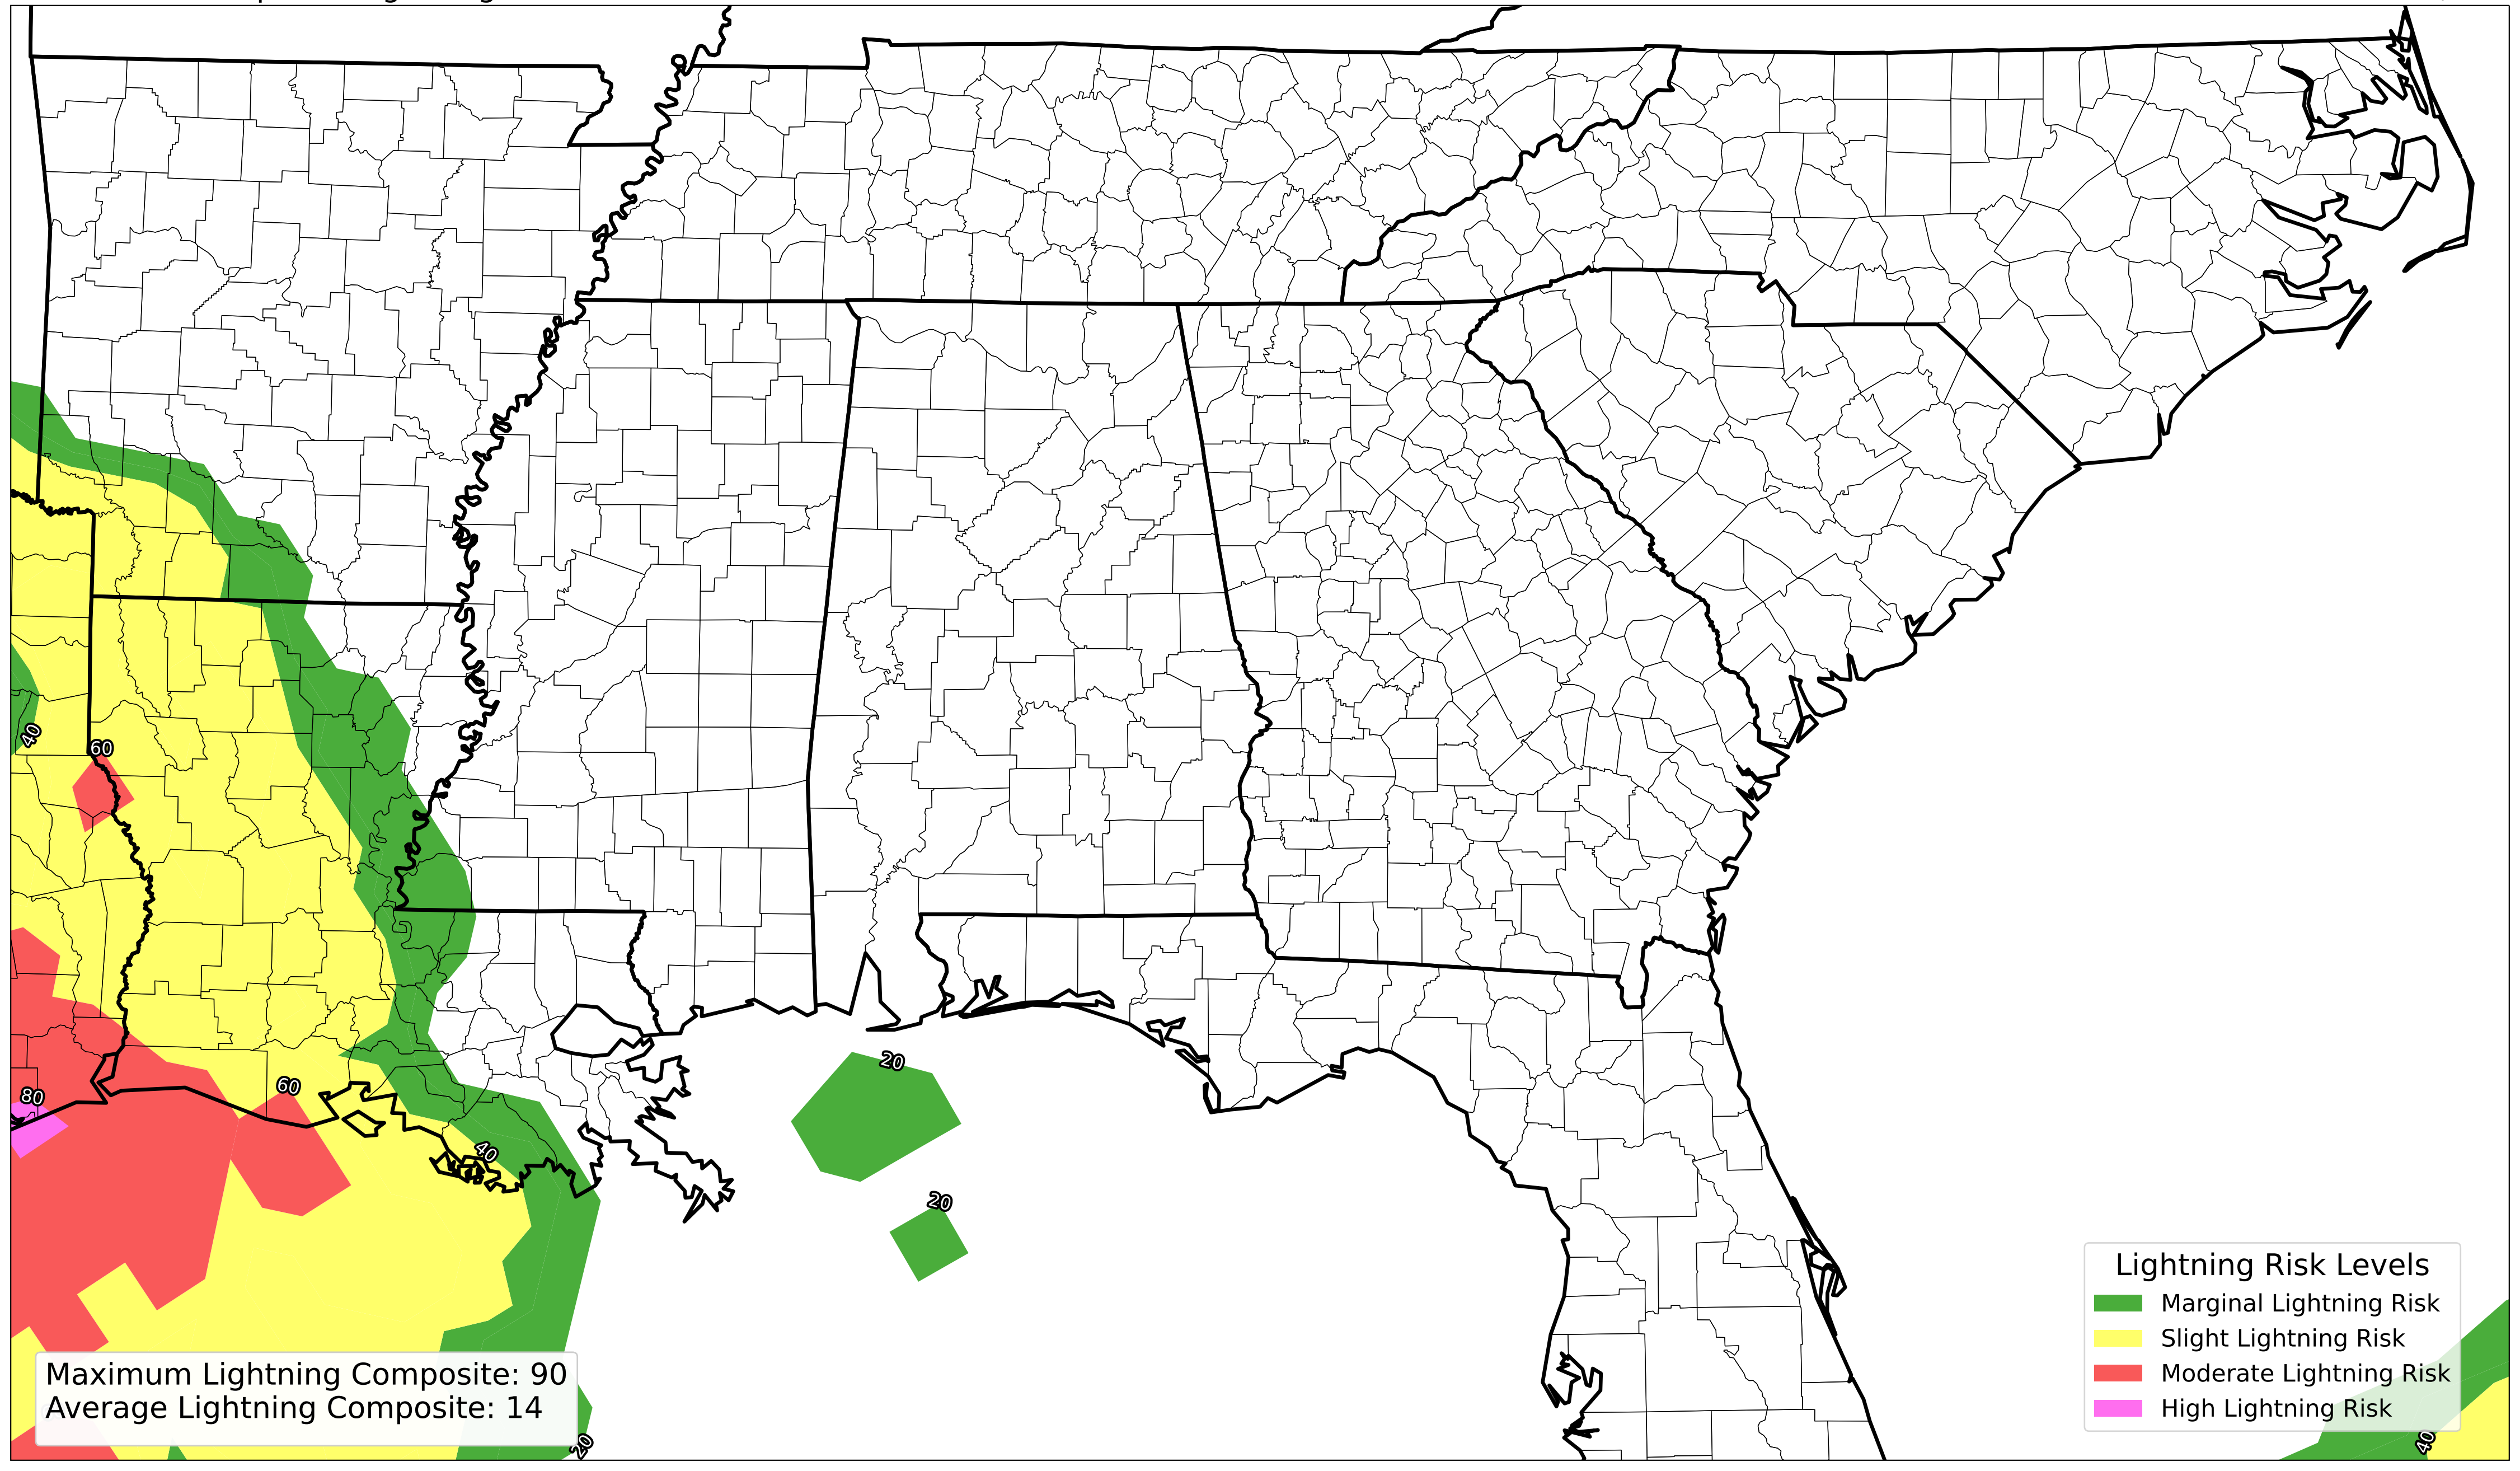 40
60
80
60
40
20
20
20
40
Lightning Risk Levels
Marginal Lightning Risk
Slight Lightning Risk
Moderate Lightning Risk
High Lightning Risk
Maximum Lightning Composite: 90
Average Lightning Composite: 14